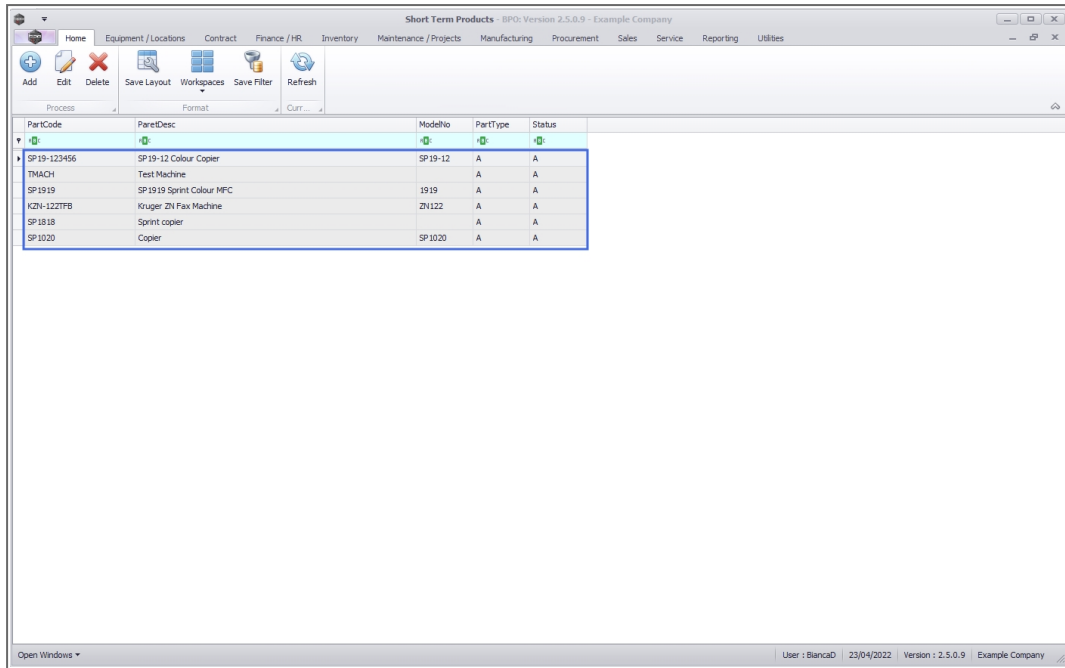 Short Term Products - BPO: Version 2.5.0.9 - Example Company
Home Equipment / Locations Contract Finance / HR Inventory Maintenance / Projects Manufacturing Procurement Sales Service Reporting Utilities
Add Edit Delete Save Layout Workspaces Save Filter Refresh
Process Format Curr...
PartCode ParetDesc ModelNo PartType Status
SP19-123456 SP19-12 Colour Copier SP19-12 A A
TMACH Test Machine A A
SP1919 SP1919 Sprint Colour MFC 1919 A A
KZN-122TFB Kruger ZN Fax Machine ZN122 A A
SP1818 Sprint copier A A
SP1020 Copier SP1020 A A
Open Windows User : BiancaD 23/04/2022 Version : 2.5.0.9 Example Company